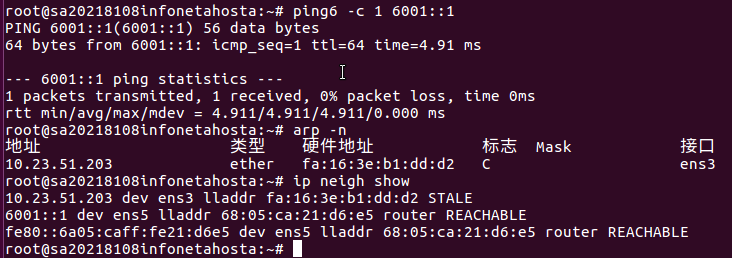 root@sa20218108infonetahosta:~# ping6 -c 1 6001::1
PING 6001::1(6001::1) 56 data bytes
64 bytes from 6001::1: icmp_seq=1 ttl=64 time=4.91 ms

--- 6001::1 ping statistics ---
1 packets transmitted, 1 received, 0% packet loss, time 0ms
rtt min/avg/max/mdev = 4.911/4.911/4.911/0.000 ms
root@sa20218108infonetahosta:~# arp -n
地址 类型 硬件地址 标志 Mask 接口
10.23.51.203 ether fa:16:3e:b1:dd:d2 C ens3
root@sa20218108infonetahosta:~# ip neigh show
10.23.51.203 dev ens3 lladdr fa:16:3e:b1:dd:d2 STALE
6001::1 dev ens5 lladdr 68:05:ca:21:d6:e5 router REACHABLE
fe80::6a05:caff:fe21:d6e5 dev ens5 lladdr 68:05:ca:21:d6:e5 router REACHABLE
root@sa20218108infonetahosta:~#